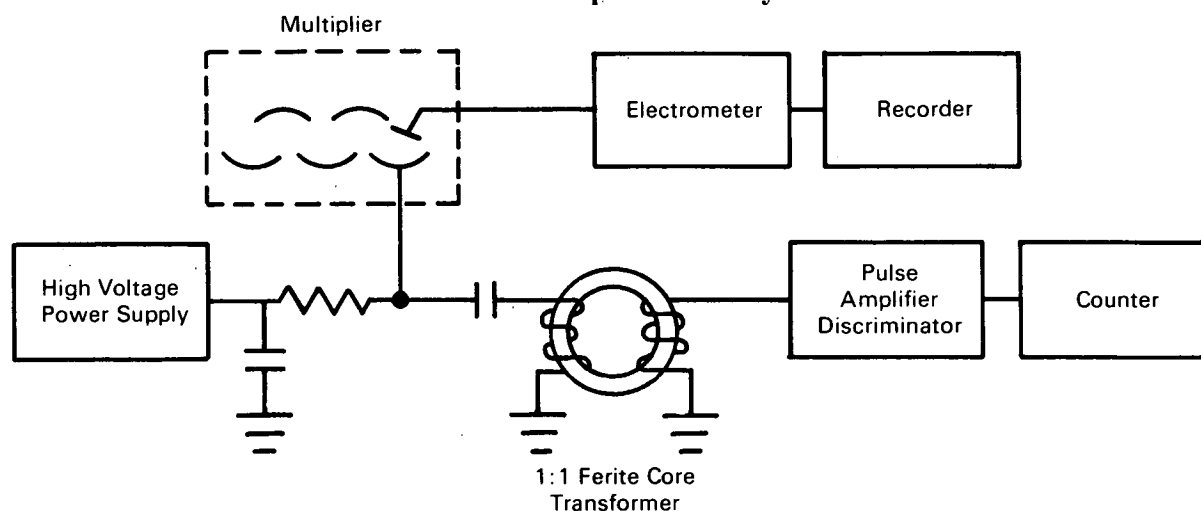 Multiplier
Electrometer
Recorder
High Voltage
Power Supply
Pulse
Amplifier
Discriminator
Counter
1:1 Ferite Core
Transformer